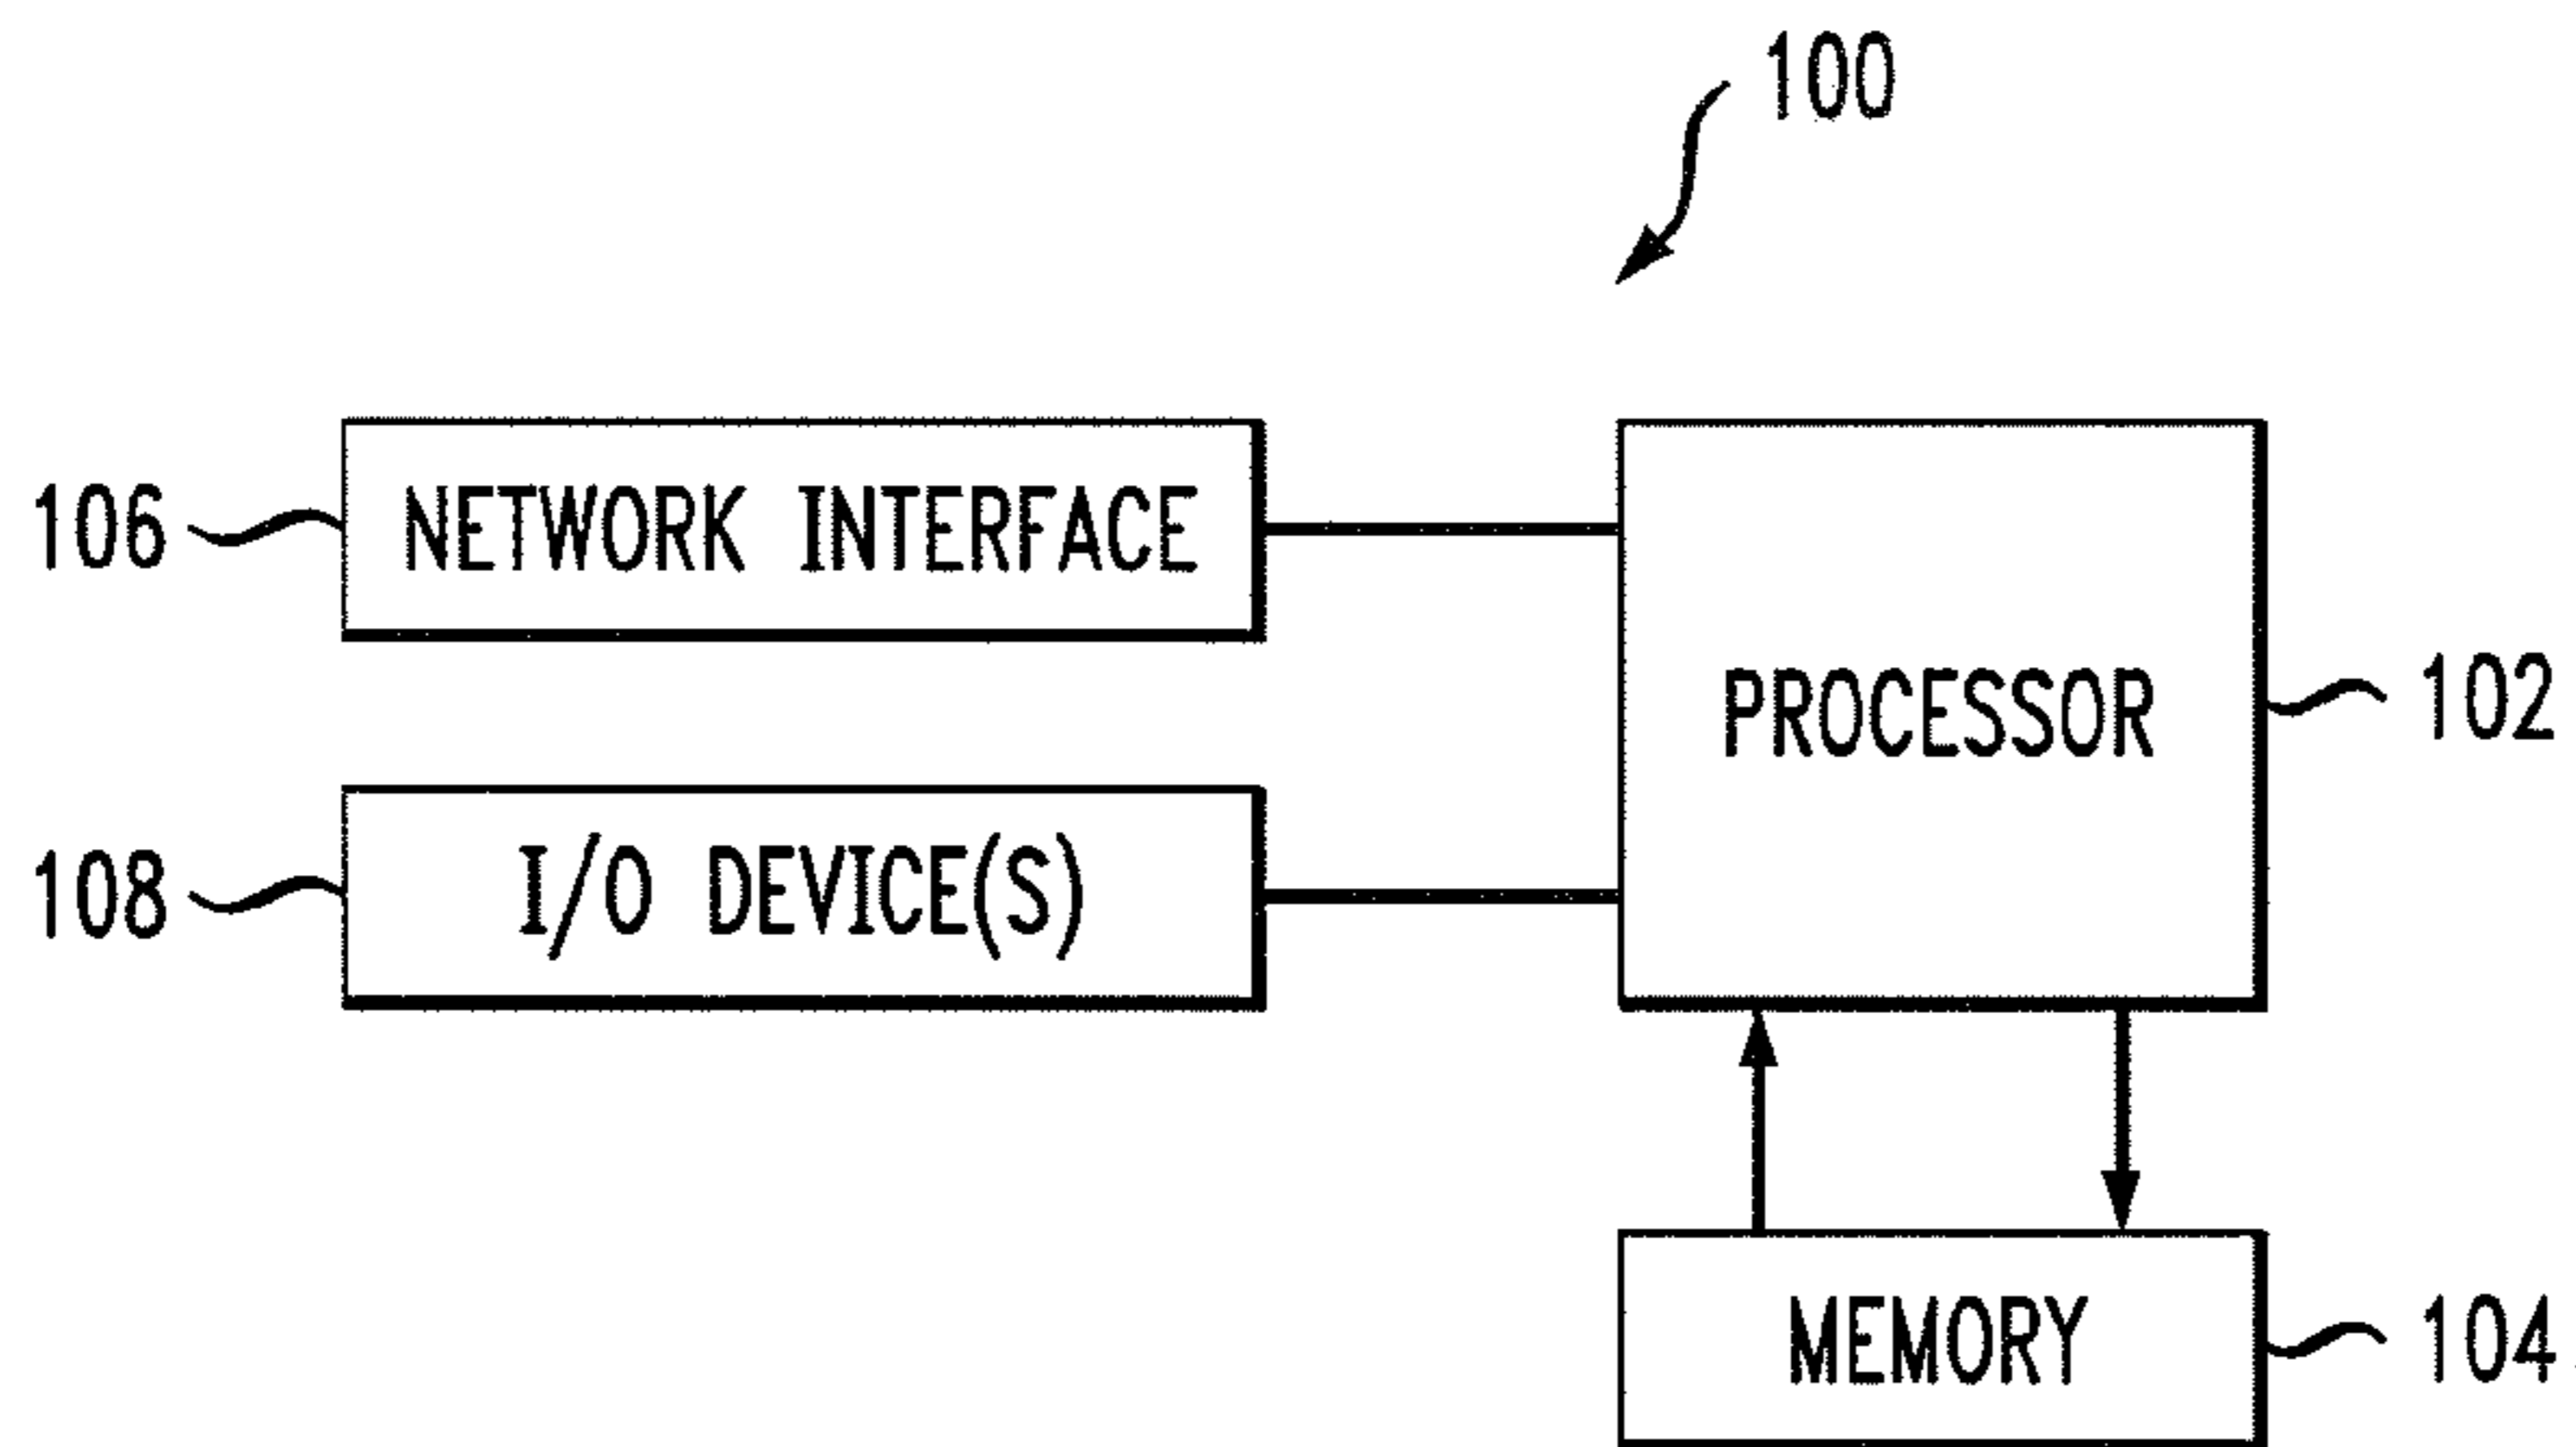 100
106 NETWORK INTERFACE
PROCESSOR 102
108 I/O DEVICE(S)
MEMORY 104